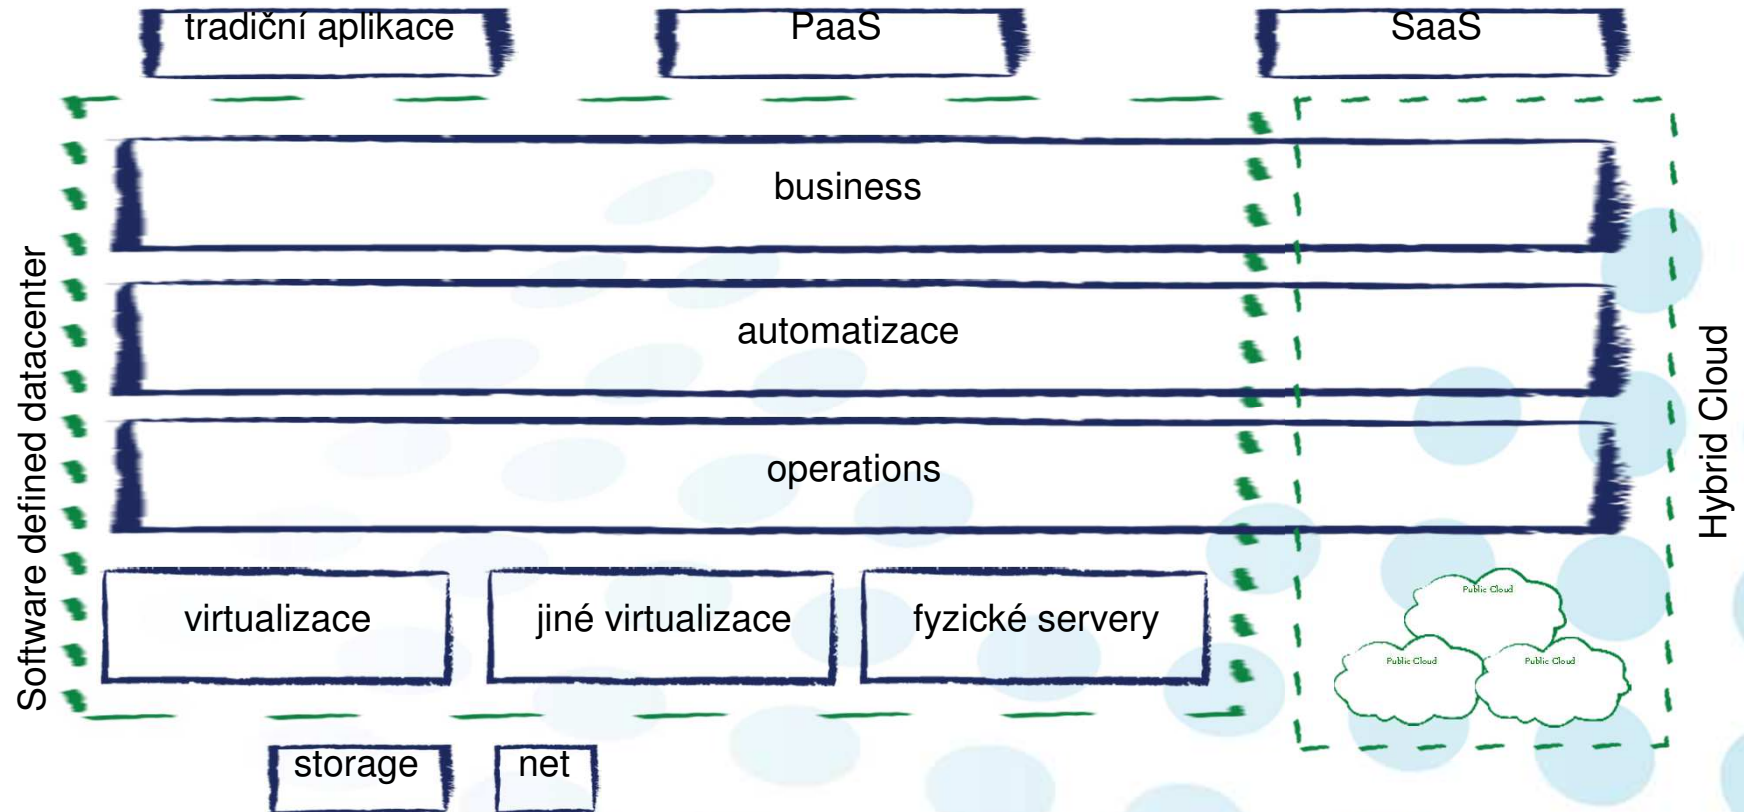 tradiční aplikace
PaaS
SaaS
business
automatizace
operations
Software defined datacenter
Hybrid Cloud
virtualizace
jiné virtualizace
fyzické servery
Public Cloud
Public Cloud
Public Cloud
storage
net